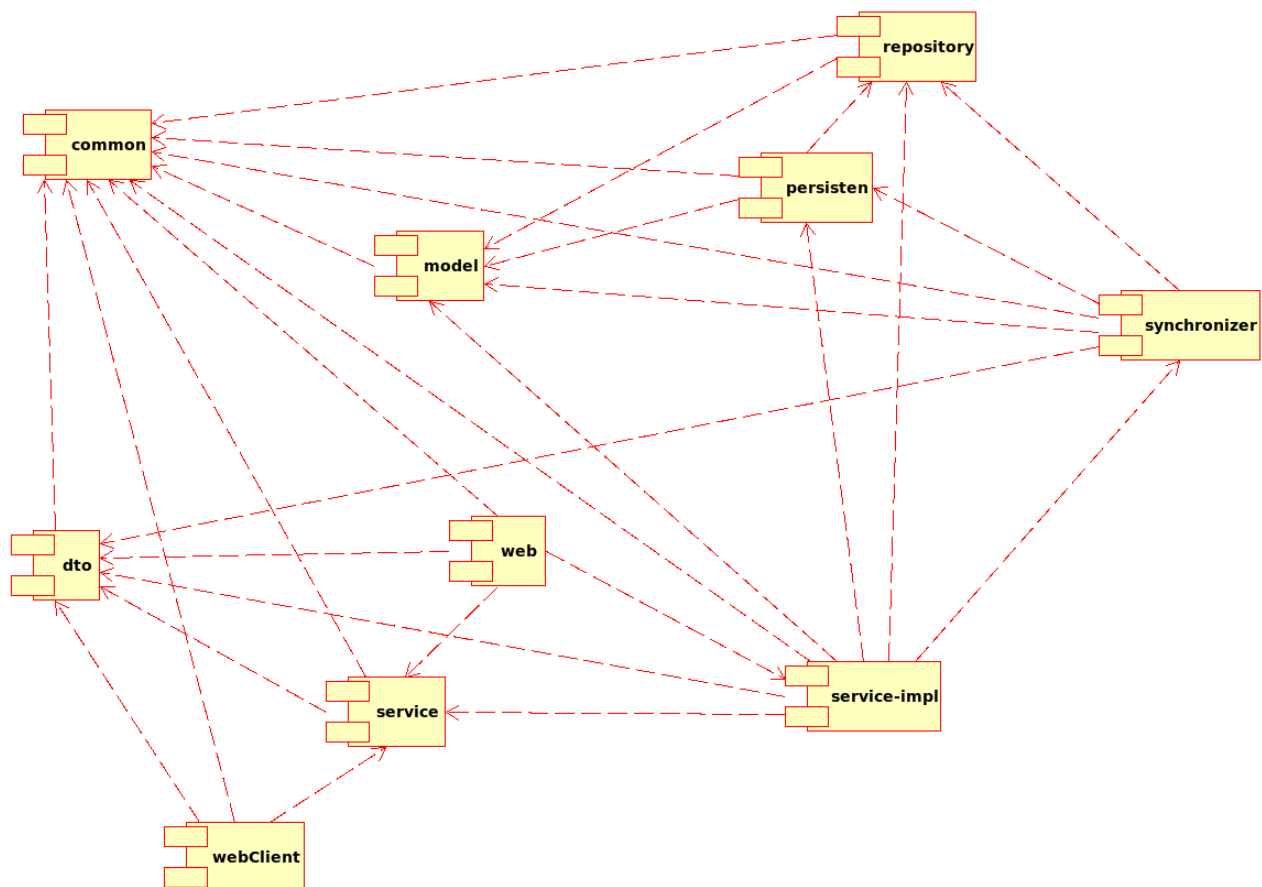 repository
common
persisten
model
synchronizer
web
dto
service-impl
service
webClient